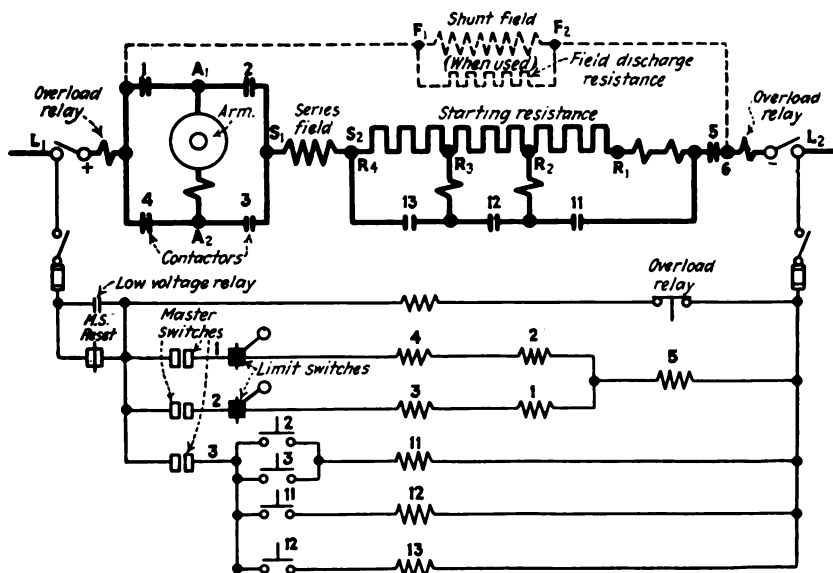 F1 Shunt field F2
(When used)
Field discharge
resistance
1 A1 2
Overload
relay
Arm.
Series
field
Starting resistance
Overload
relay
L1
+
S1
S2
R4
R3
R2
R1
5
6
-
L2
4
A2
3
13
12
11
Contactors
Low voltage relay
Overload
relay
M.S.
Reset
Master
switches
1
4
2
Limit switches
5
2
3
1
3
2
3
11
11
12
12
13